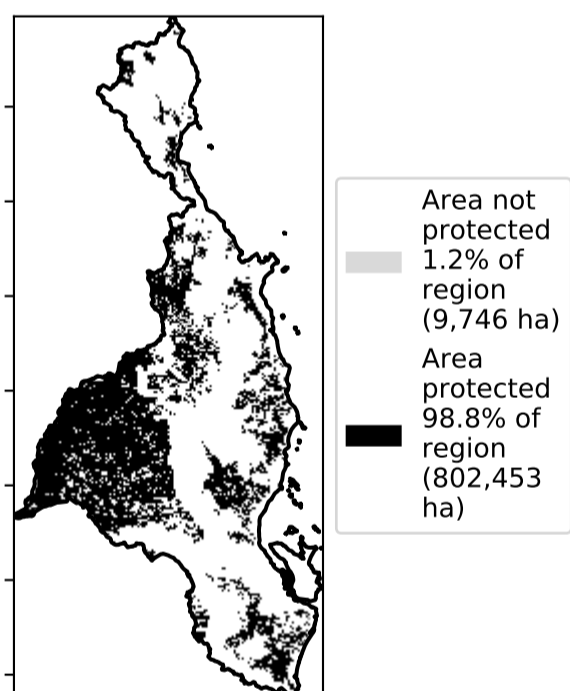 Area not
protected
1.2% of
region
(9,746 ha)
Area
protected
98.8% of
region
(802,453
ha)